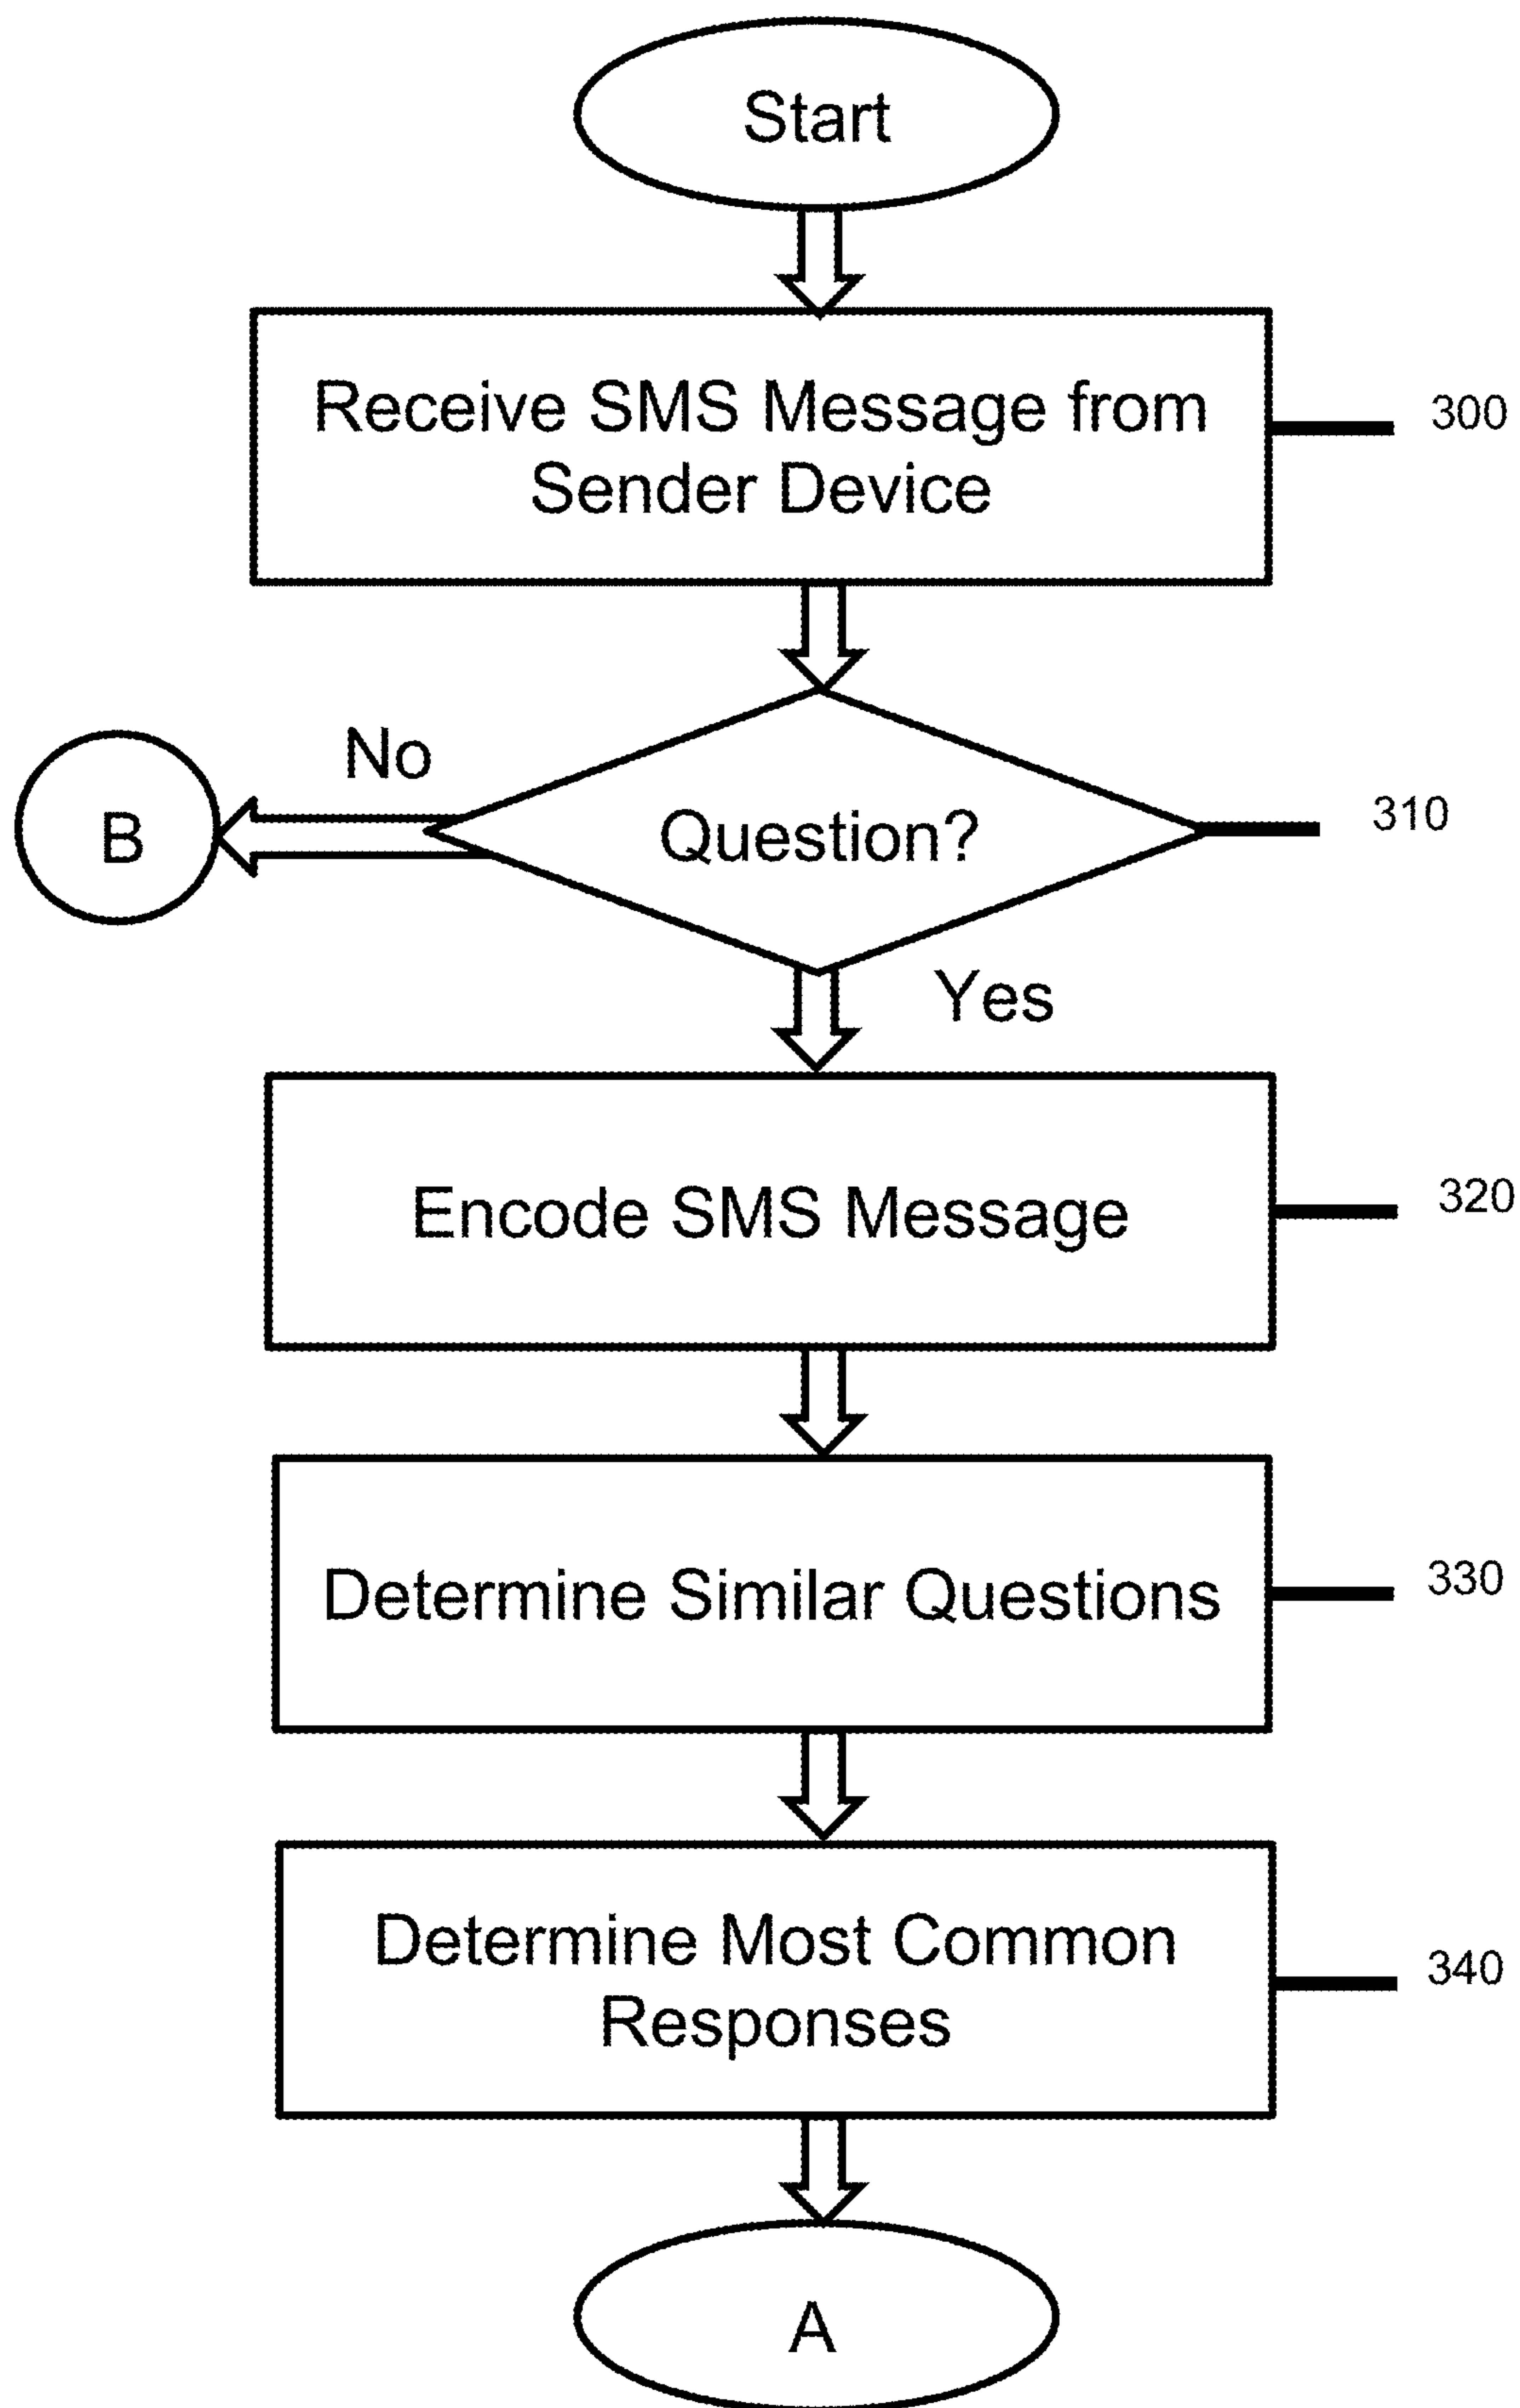 Start
Receive SMS Message from
Sender Device
300
No
B
Question?
310
Yes
Encode SMS Message
320
Determine Similar Questions
330
Determine Most Common
Responses
340
A